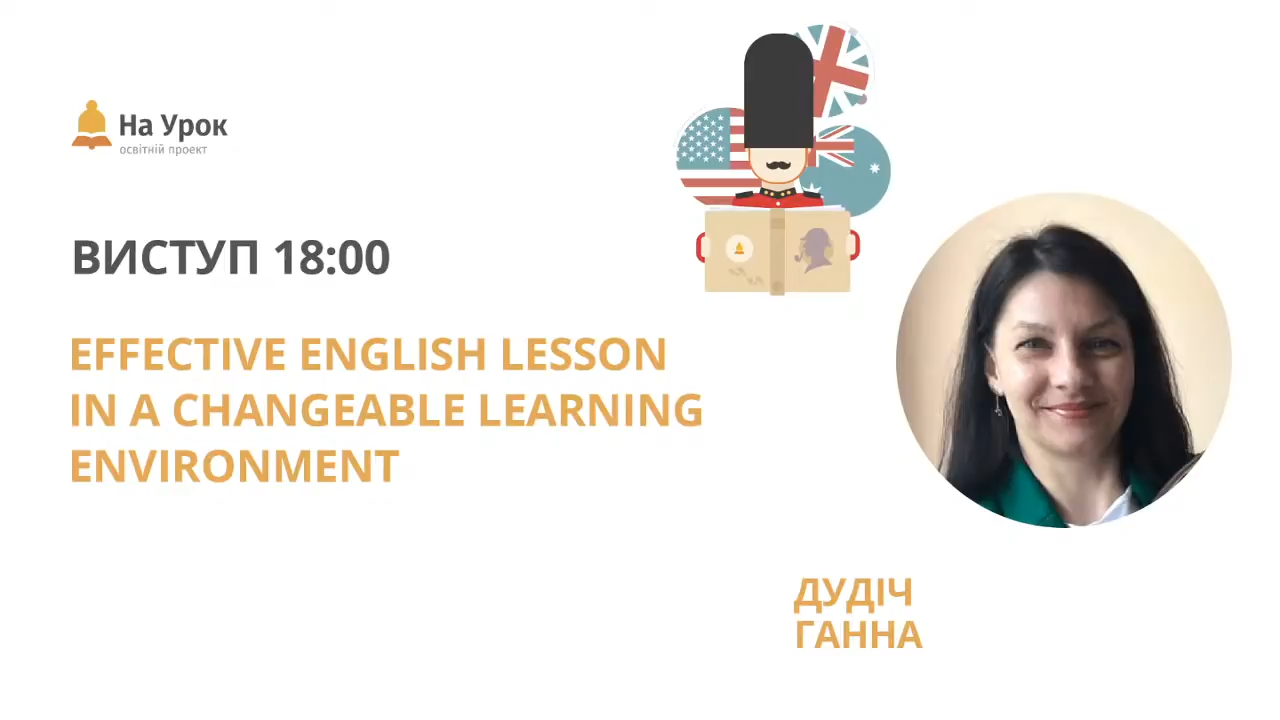 На Урок
освітній проект
ВИСТУП 18:00
EFFECTIVE ENGLISH LESSON
IN A CHANGEABLE LEARNING
ENVIRONMENT
ДУДІЧ
ГАННА